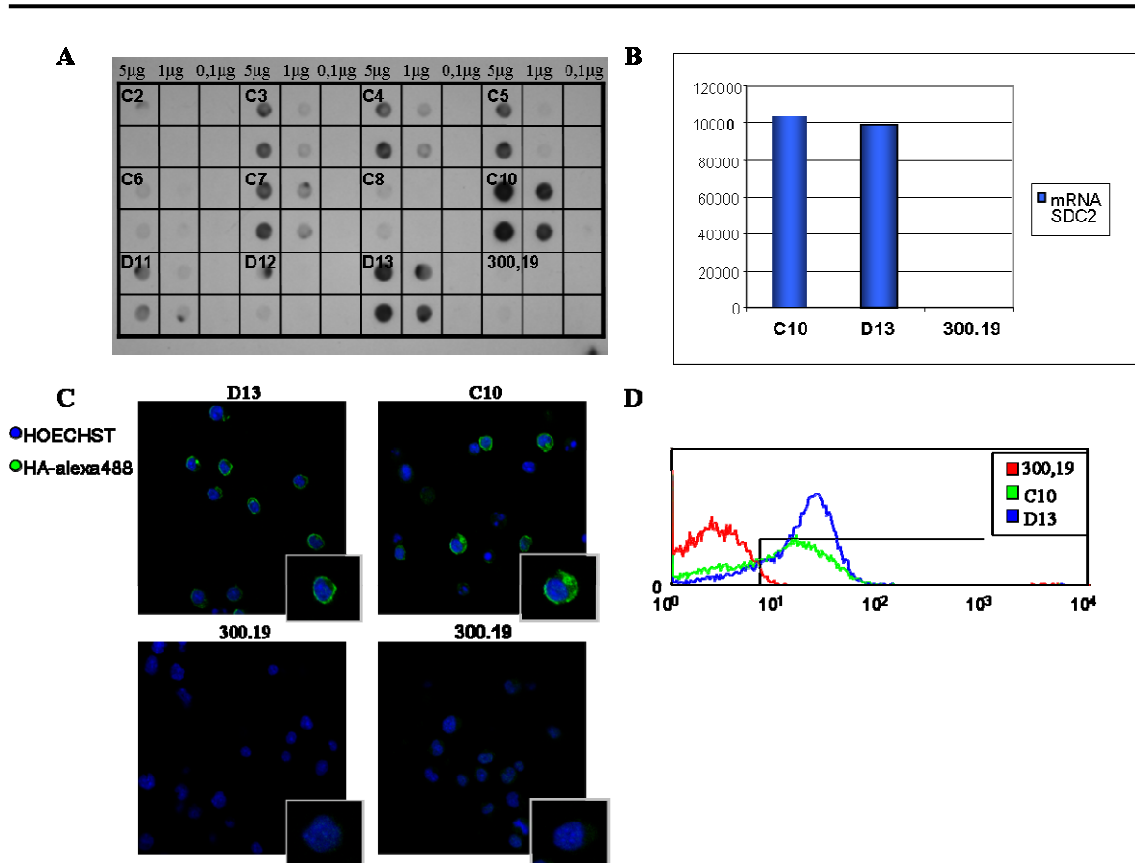 A
5µg 1µg 0,1µg 5µg 1µg 0,1µg 5µg 1µg 0,1µg 5µg 1µg 0,1µg
C2 C3 C4 C5
C6 C7 C8 C10
D11 D12 D13 300,19
B
120000
100000
80000
60000
40000
20000
0
C10 D13 300.19
mRNA
SDC2
C
D13 C10
HOECHST
HA-alexa488
300.19 300.19
D
300,19
C10
D13
0
10⁰ 10¹ 10² 10³ 10⁴